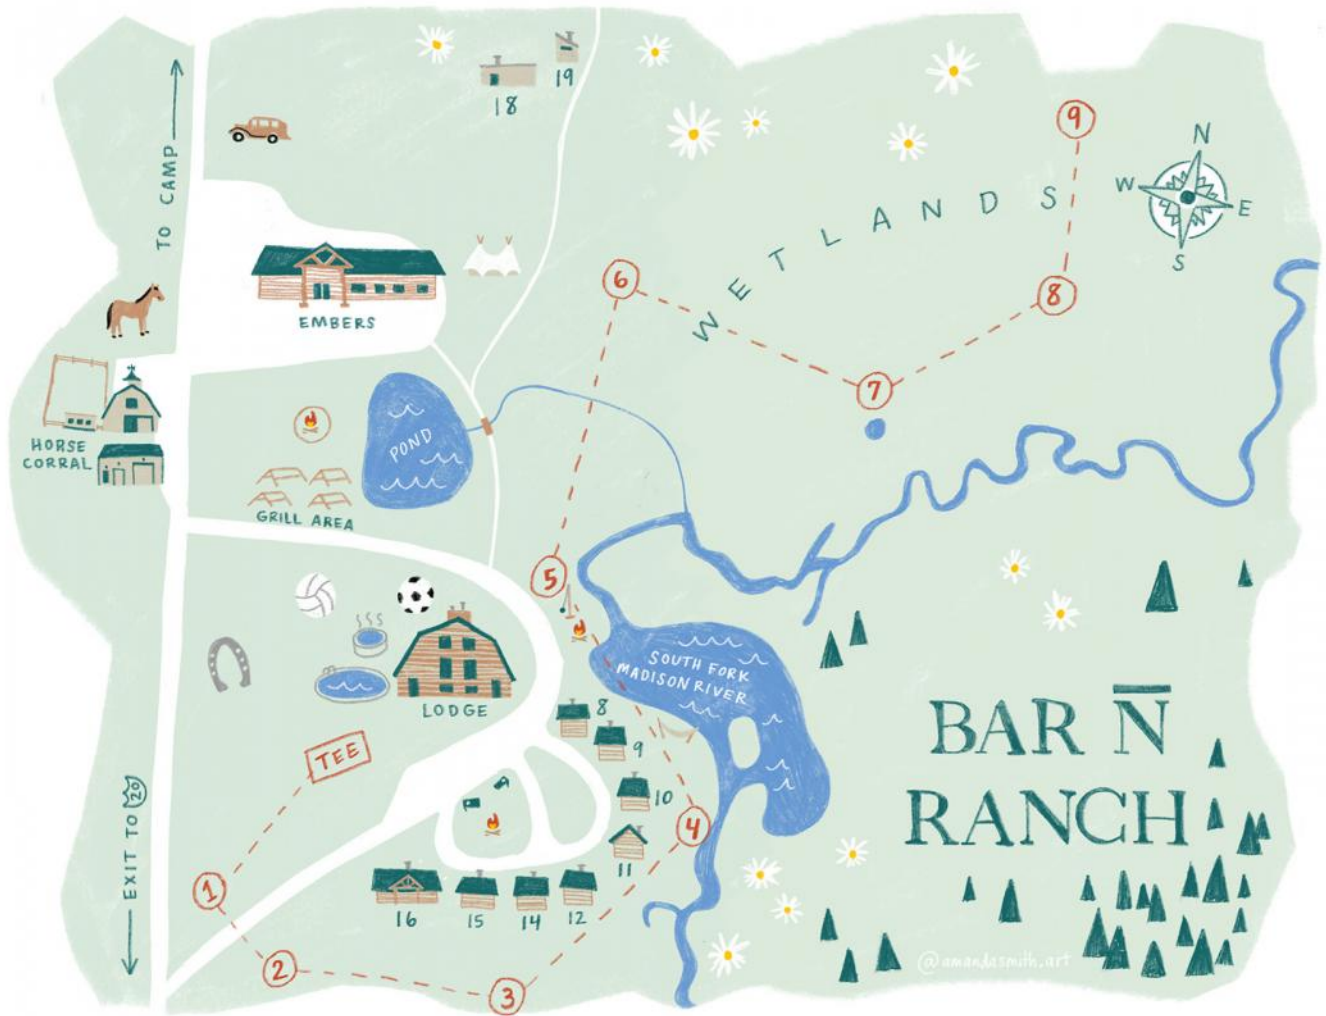 18
19
TO CAMP
9
N
W
E
S
WETLANDS
6
8
EMBERS
7
POND
HORSE
CORRAL
GRILL AREA
5
SOUTH FORK
MADISON RIVER
LODGE
8
9
TEE
10
4
11
BAR N̅
RANCH
EXIT TO 20
1
16
15
14
12
2
3
@amandasmith.art